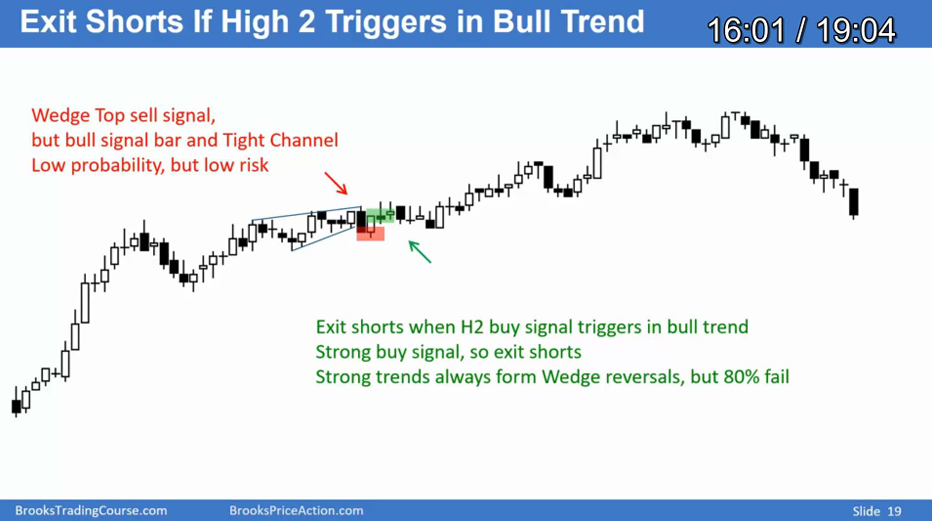 Exit Shorts If High 2 Triggers in Bull Trend
16:01 / 19:04
Wedge Top sell signal,
but bull signal bar and Tight Channel
Low probability, but low risk
Exit shorts when H2 buy signal triggers in bull trend
Strong buy signal, so exit shorts
Strong trends always form Wedge reversals, but 80% fail
BrooksTradingCourse.com
BrooksPriceAction.com
Slide 19